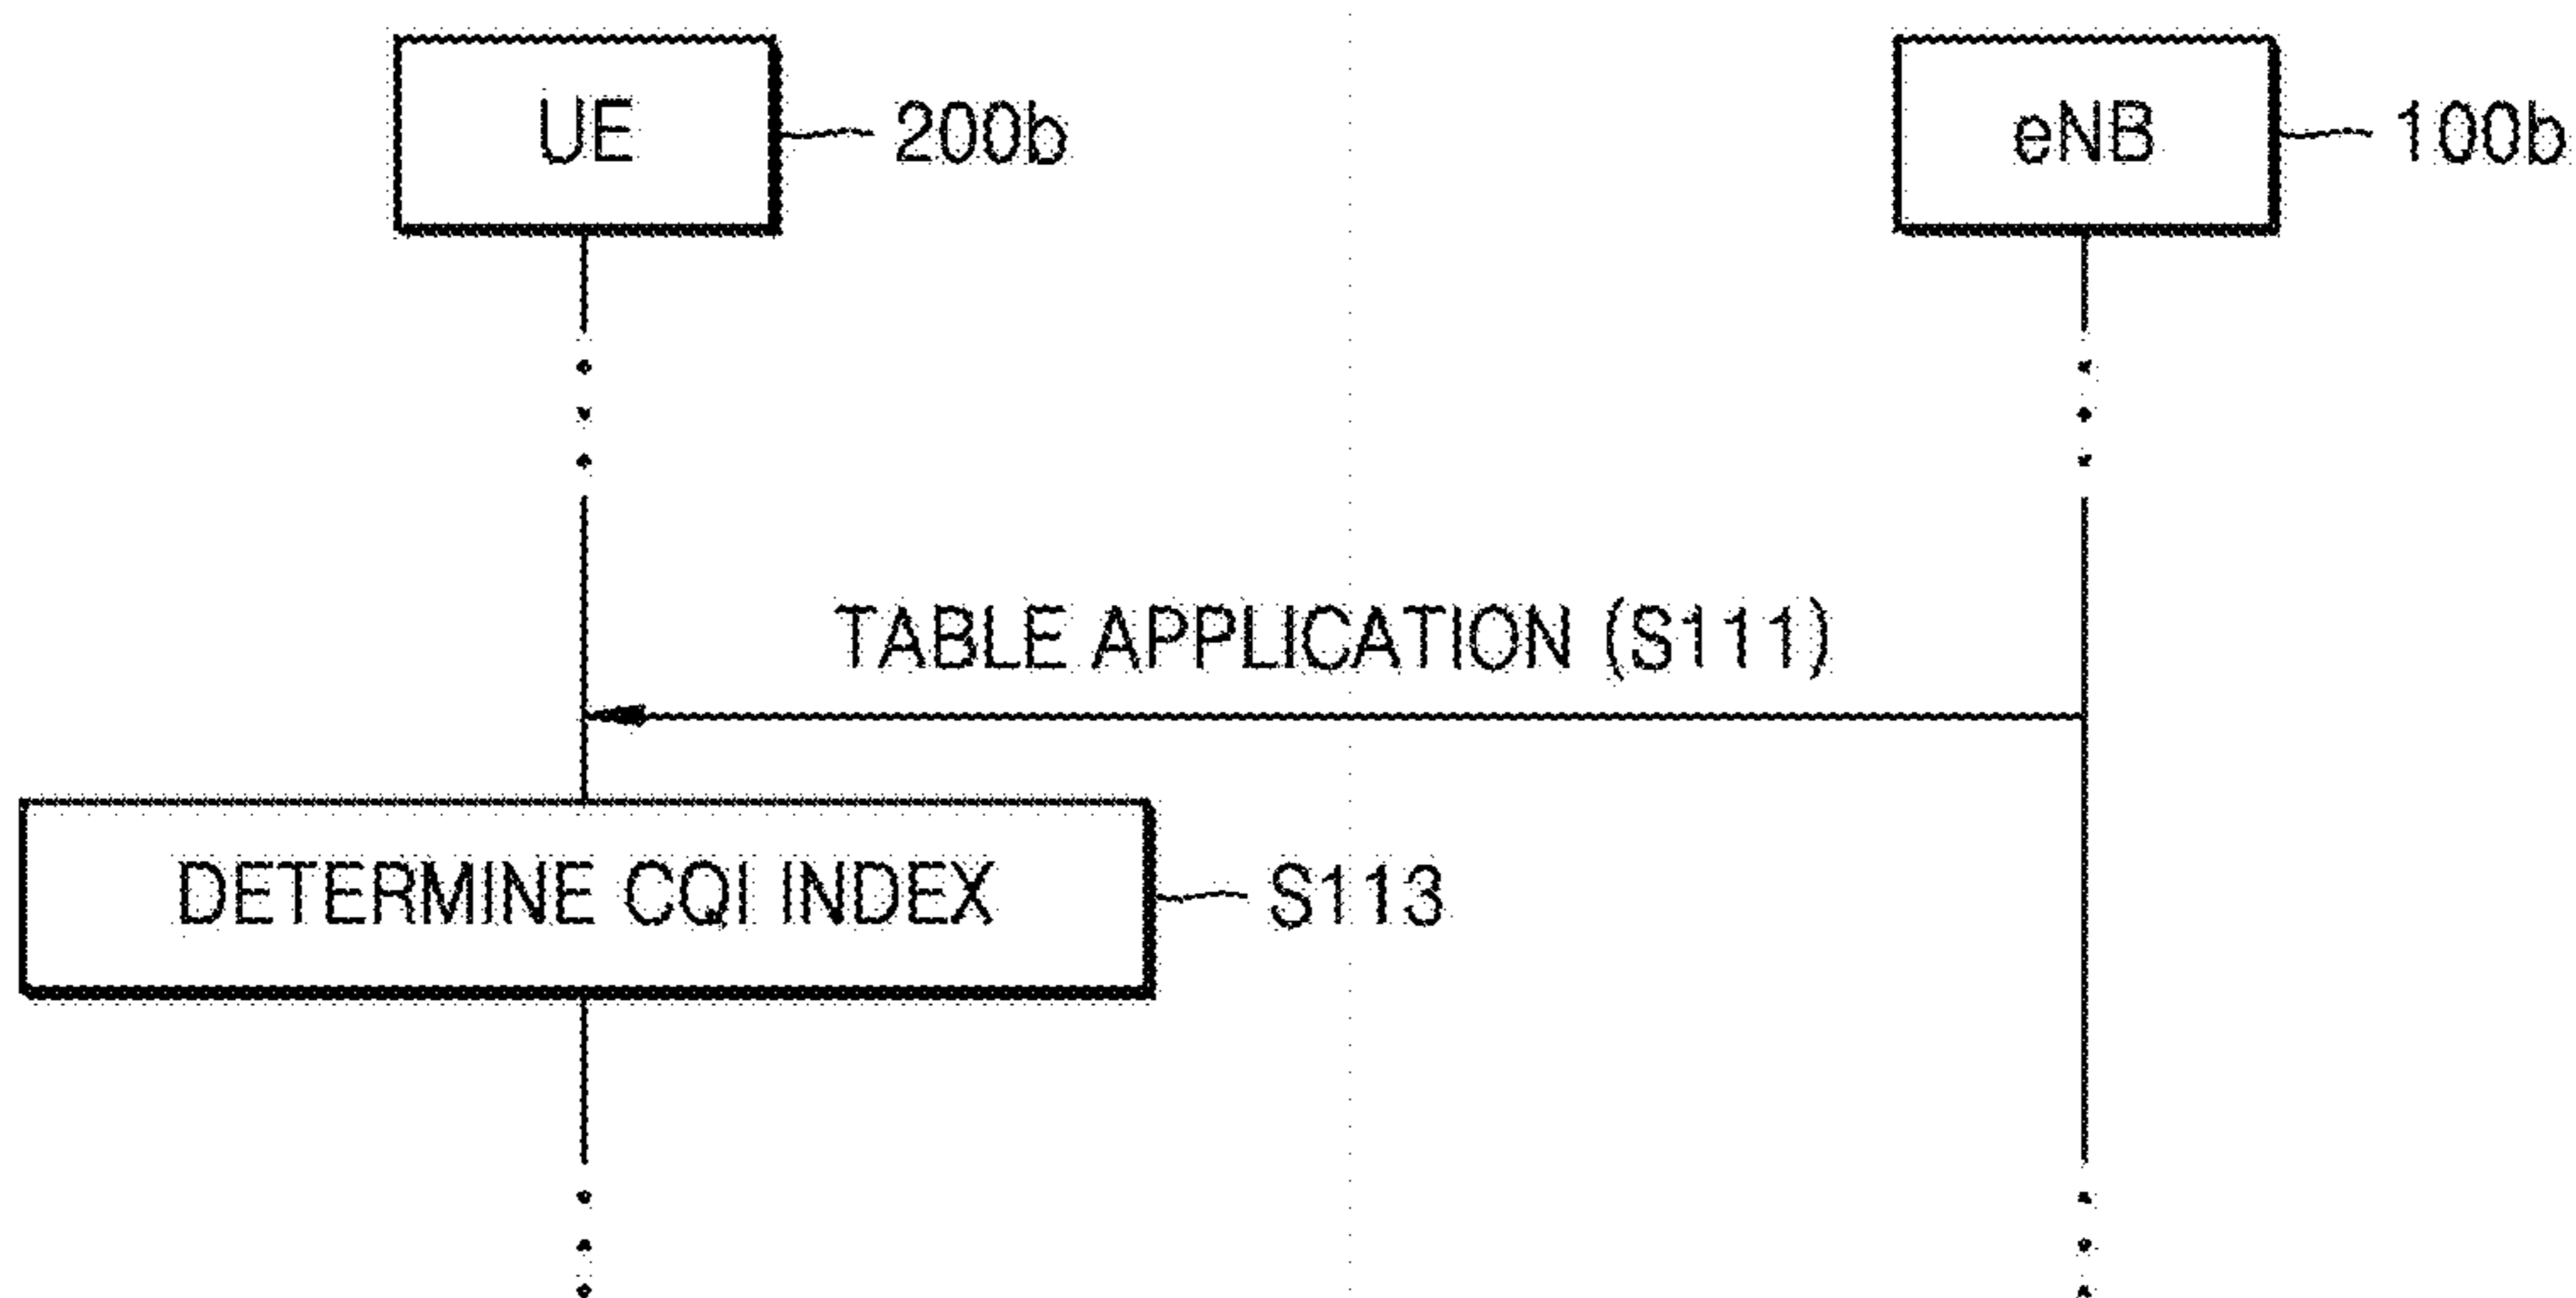 UE 200b eNB 100b
TABLE APPLICATION (S111)
DETERMINE CQI INDEX S113